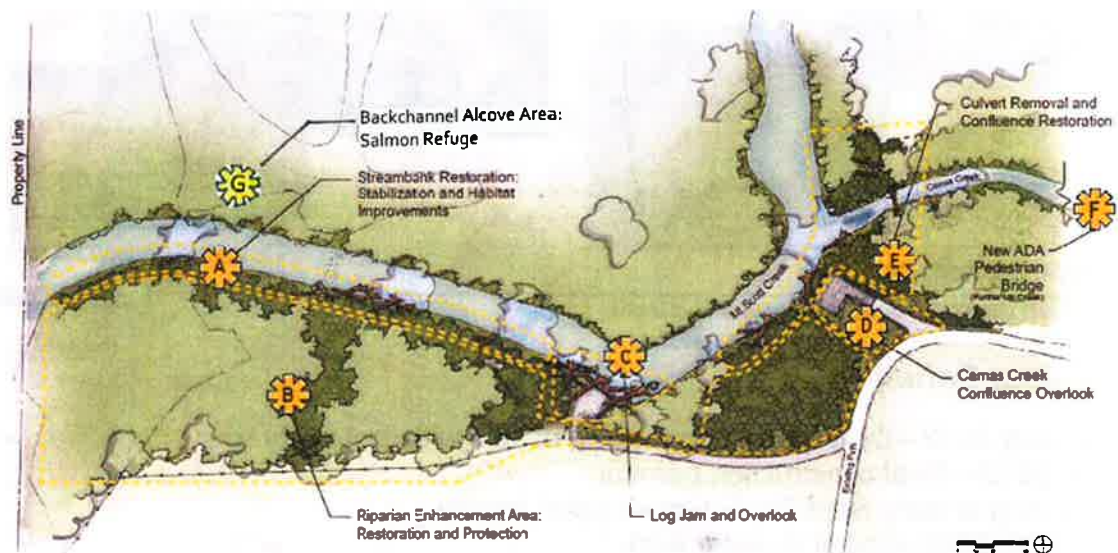 Property Line
Backchannel Alcove Area:
Salmon Refuge
Streambank Restoration:
Stabilization and Habitat
Improvements
Culvert Removal and
Confluence Restoration
G
A
B
C
D
E
F
Mt Scott Creek
Camas Creek
New ADA
Pedestrian
Bridge
Camas Creek
Confluence Overlook
Existing Path
Riparian Enhancement Area:
Restoration and Protection
Log Jam and Overlook